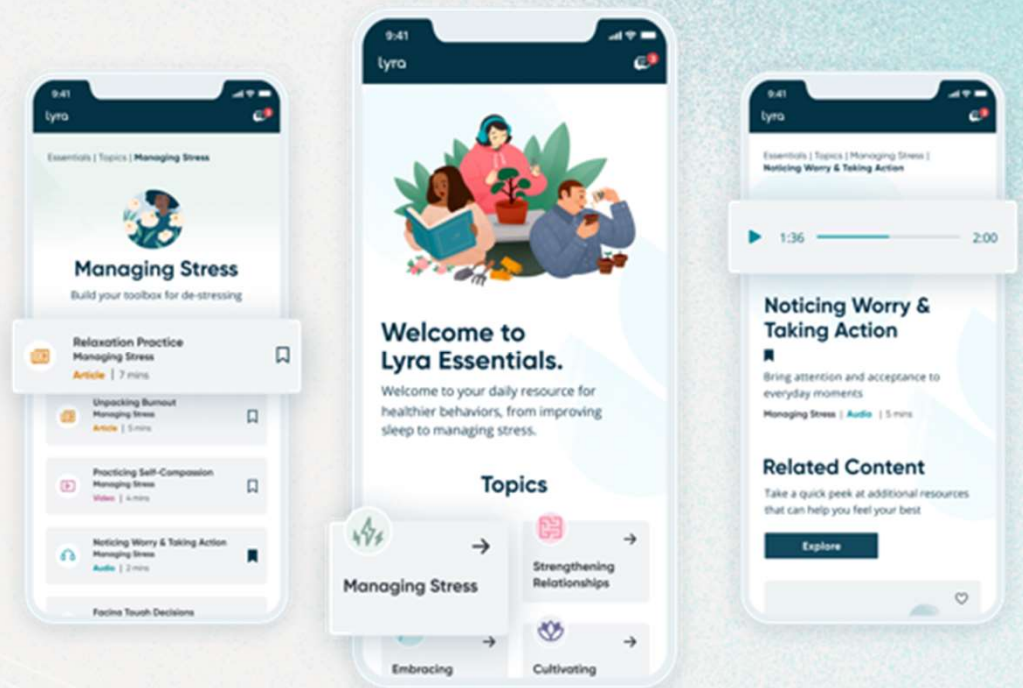 9:41
lyra
3
Essentials | Topics | Managing Stress
Managing Stress
Build your toolbox for de-stressing
Relaxation Practice
Managing Stress
Article | 7 mins
Unpacking Burnout
Managing Stress
Article | 5 mins
Practicing Self-Compassion
Managing Stress
Video | 4 mins
Noticing Worry & Taking Action
Managing Stress
Audio | 2 mins
Facing Tough Decisions
9:41
lyra
3
Welcome to
Lyra Essentials.
Welcome to your daily resource for
healthier behaviors, from improving
sleep to managing stress.
Topics
Managing Stress
Strengthening
Relationships
Embracing
Cultivating
9:41
lyra
3
Essentials | Topics | Managing Stress |
Noticing Worry & Taking Action
1:36
2:00
Noticing Worry &
Taking Action
Bring attention and acceptance to
everyday moments
Managing Stress | Audio | 5 mins
Related Content
Take a quick peek at additional resources
that can help you feel your best
Explore